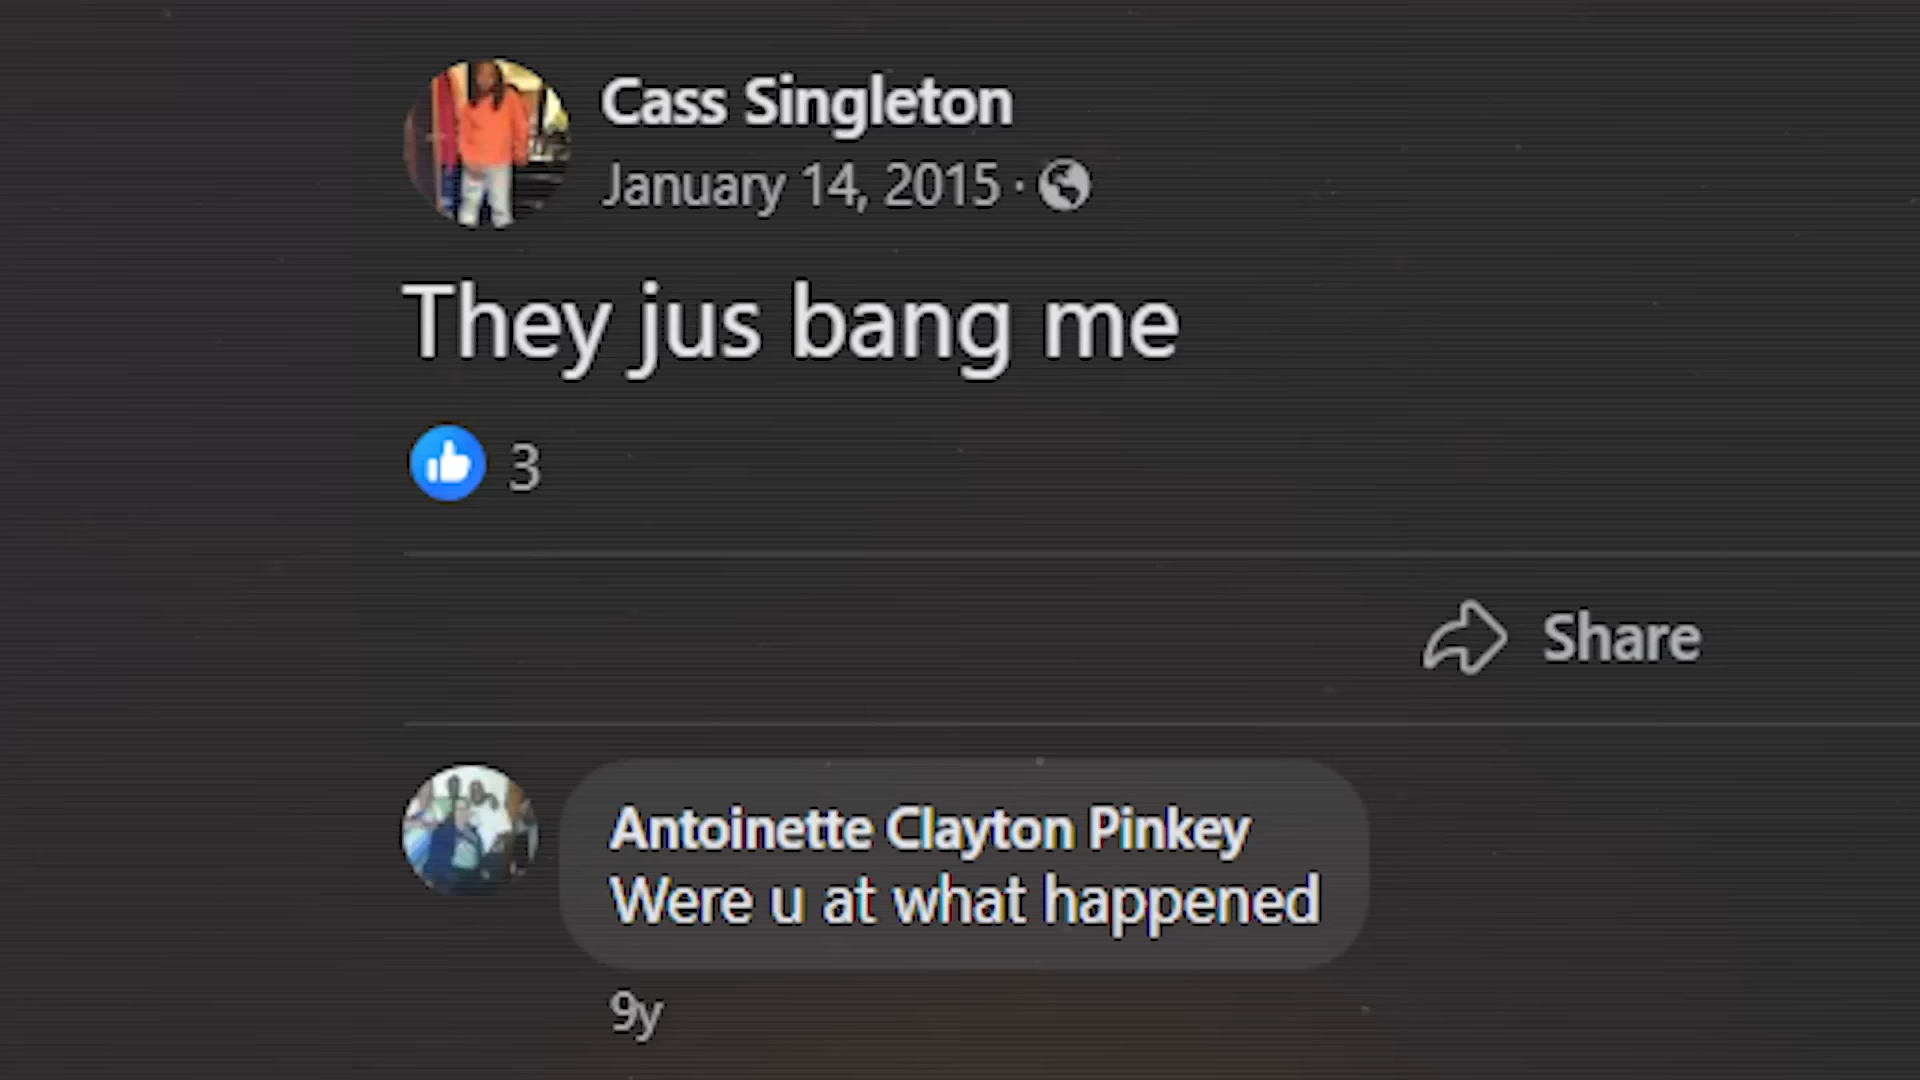 Cass Singleton
January 14, 2015 ·
They jus bang me
3
Share
Antoinette Clayton Pinkey
Were u at what happened
9y